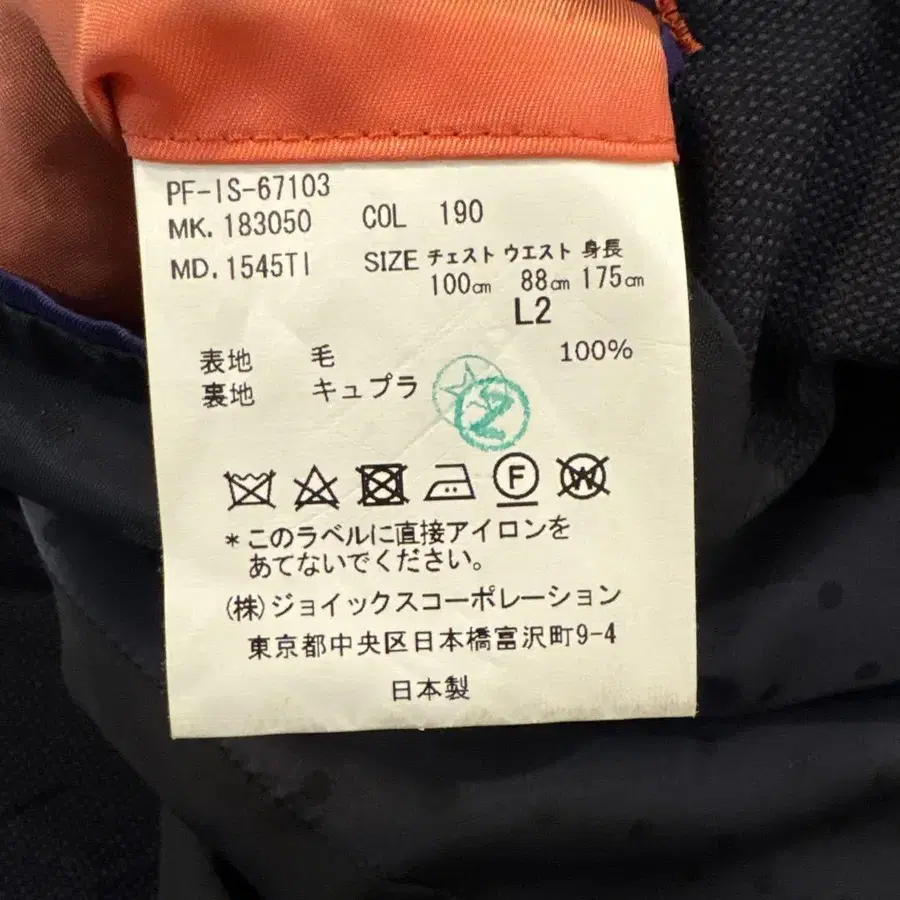 PF-IS-67103
MK. 183050 COL 190
MD. 1545TI SIZE チェスト ウエスト 身長
100cm 88cm 175cm
L2
表地 毛 100%
裏地 キュプラ
2
F W
*このラベルに直接アイロンを
あてないでください。
(株)ジョイックスコーポレーション
東京都中央区日本橋富沢町9-4
日本製